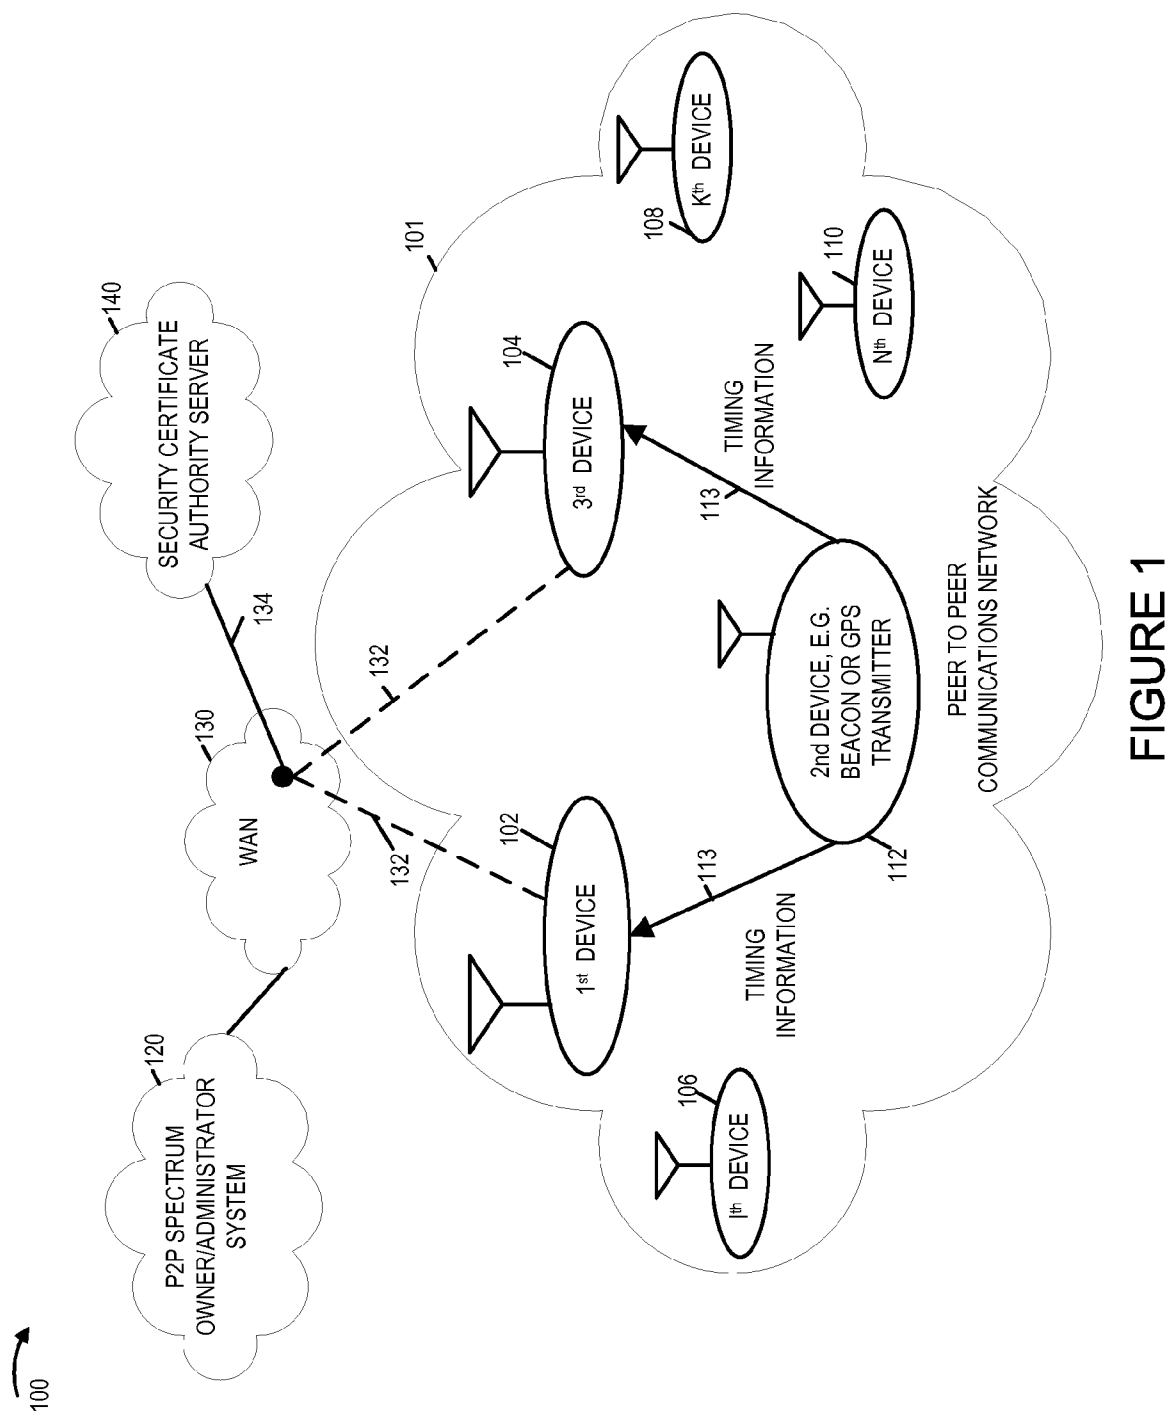 100
P2P SPECTRUM
OWNER/ADMINISTRATOR
SYSTEM
120
WAN
130
SECURITY CERTIFICATE
AUTHORITY SERVER
140
134
132
132
101
1st DEVICE
102
3rd DEVICE
104
Ith DEVICE
106
Kth DEVICE
108
Nth DEVICE
110
TIMING
INFORMATION
113
TIMING
INFORMATION
113
2nd DEVICE, E.G.
BEACON OR GPS
TRANSMITTER
112
PEER TO PEER
COMMUNICATIONS NETWORK
FIGURE 1